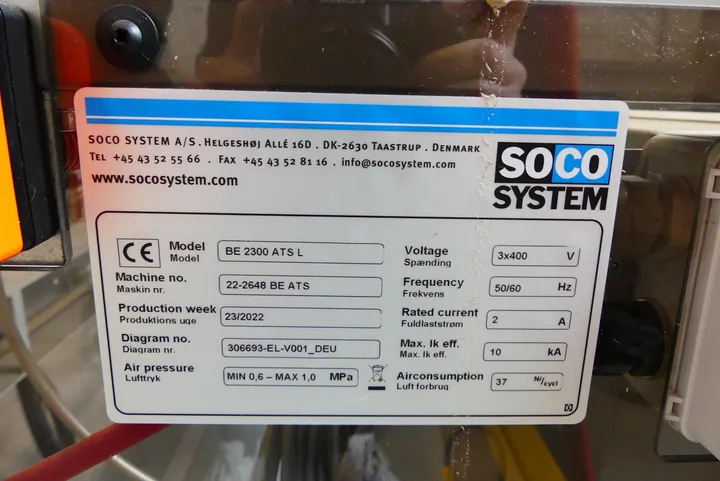 SOCO SYSTEM A/S. HELGESHØJ ALLÉ 16D . DK-2630 TAASTRUP . DENMARK
TEL +45 43 52 55 66 . FAX +45 43 52 81 16 . info@socosystem.com
www.socosystem.com
SOCO
SYSTEM
CE
Model
Model
BE 2300 ATS L
Machine no.
Maskin nr.
22-2648 BE ATS
Production week
Produktions uge
23/2022
Diagram no.
Diagram nr.
306693-EL-V001_DEU
Air pressure
Lufttryk
MIN 0,6 – MAX 1,0 MPa
Voltage
Spænding
3x400 V
Frequency
Frekvens
50/60 Hz
Rated current
Fuldlaststrøm
2 A
Max. Ik eff.
Max. Ik eff.
10 kA
Airconsumption
Luft forbrug
37 Nl/cycl